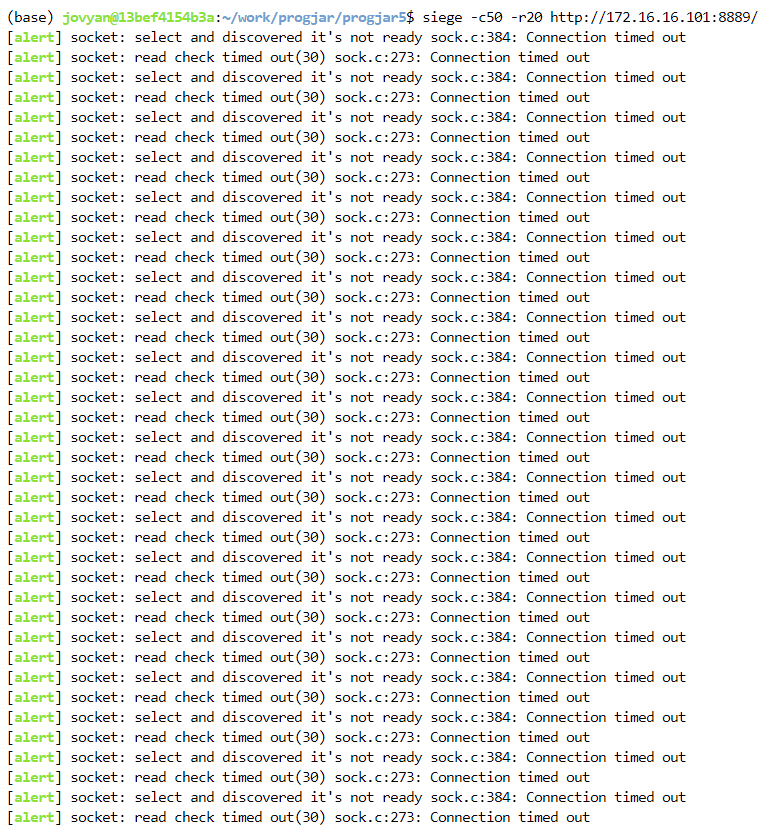 (base) jovyan@13bef4154b3a:~/work/progjar/progjar5$ siege -c50 -r20 http://172.16.16.101:8889/
[alert] socket: select and discovered it's not ready sock.c:384: Connection timed out
[alert] socket: read check timed out(30) sock.c:273: Connection timed out
[alert] socket: select and discovered it's not ready sock.c:384: Connection timed out
[alert] socket: read check timed out(30) sock.c:273: Connection timed out
[alert] socket: select and discovered it's not ready sock.c:384: Connection timed out
[alert] socket: read check timed out(30) sock.c:273: Connection timed out
[alert] socket: select and discovered it's not ready sock.c:384: Connection timed out
[alert] socket: read check timed out(30) sock.c:273: Connection timed out
[alert] socket: select and discovered it's not ready sock.c:384: Connection timed out
[alert] socket: read check timed out(30) sock.c:273: Connection timed out
[alert] socket: select and discovered it's not ready sock.c:384: Connection timed out
[alert] socket: read check timed out(30) sock.c:273: Connection timed out
[alert] socket: select and discovered it's not ready sock.c:384: Connection timed out
[alert] socket: read check timed out(30) sock.c:273: Connection timed out
[alert] socket: select and discovered it's not ready sock.c:384: Connection timed out
[alert] socket: read check timed out(30) sock.c:273: Connection timed out
[alert] socket: select and discovered it's not ready sock.c:384: Connection timed out
[alert] socket: read check timed out(30) sock.c:273: Connection timed out
[alert] socket: select and discovered it's not ready sock.c:384: Connection timed out
[alert] socket: read check timed out(30) sock.c:273: Connection timed out
[alert] socket: select and discovered it's not ready sock.c:384: Connection timed out
[alert] socket: read check timed out(30) sock.c:273: Connection timed out
[alert] socket: select and discovered it's not ready sock.c:384: Connection timed out
[alert] socket: read check timed out(30) sock.c:273: Connection timed out
[alert] socket: select and discovered it's not ready sock.c:384: Connection timed out
[alert] socket: read check timed out(30) sock.c:273: Connection timed out
[alert] socket: select and discovered it's not ready sock.c:384: Connection timed out
[alert] socket: read check timed out(30) sock.c:273: Connection timed out
[alert] socket: select and discovered it's not ready sock.c:384: Connection timed out
[alert] socket: read check timed out(30) sock.c:273: Connection timed out
[alert] socket: select and discovered it's not ready sock.c:384: Connection timed out
[alert] socket: read check timed out(30) sock.c:273: Connection timed out
[alert] socket: select and discovered it's not ready sock.c:384: Connection timed out
[alert] socket: read check timed out(30) sock.c:273: Connection timed out
[alert] socket: select and discovered it's not ready sock.c:384: Connection timed out
[alert] socket: read check timed out(30) sock.c:273: Connection timed out
[alert] socket: select and discovered it's not ready sock.c:384: Connection timed out
[alert] socket: read check timed out(30) sock.c:273: Connection timed out
[alert] socket: select and discovered it's not ready sock.c:384: Connection timed out
[alert] socket: read check timed out(30) sock.c:273: Connection timed out